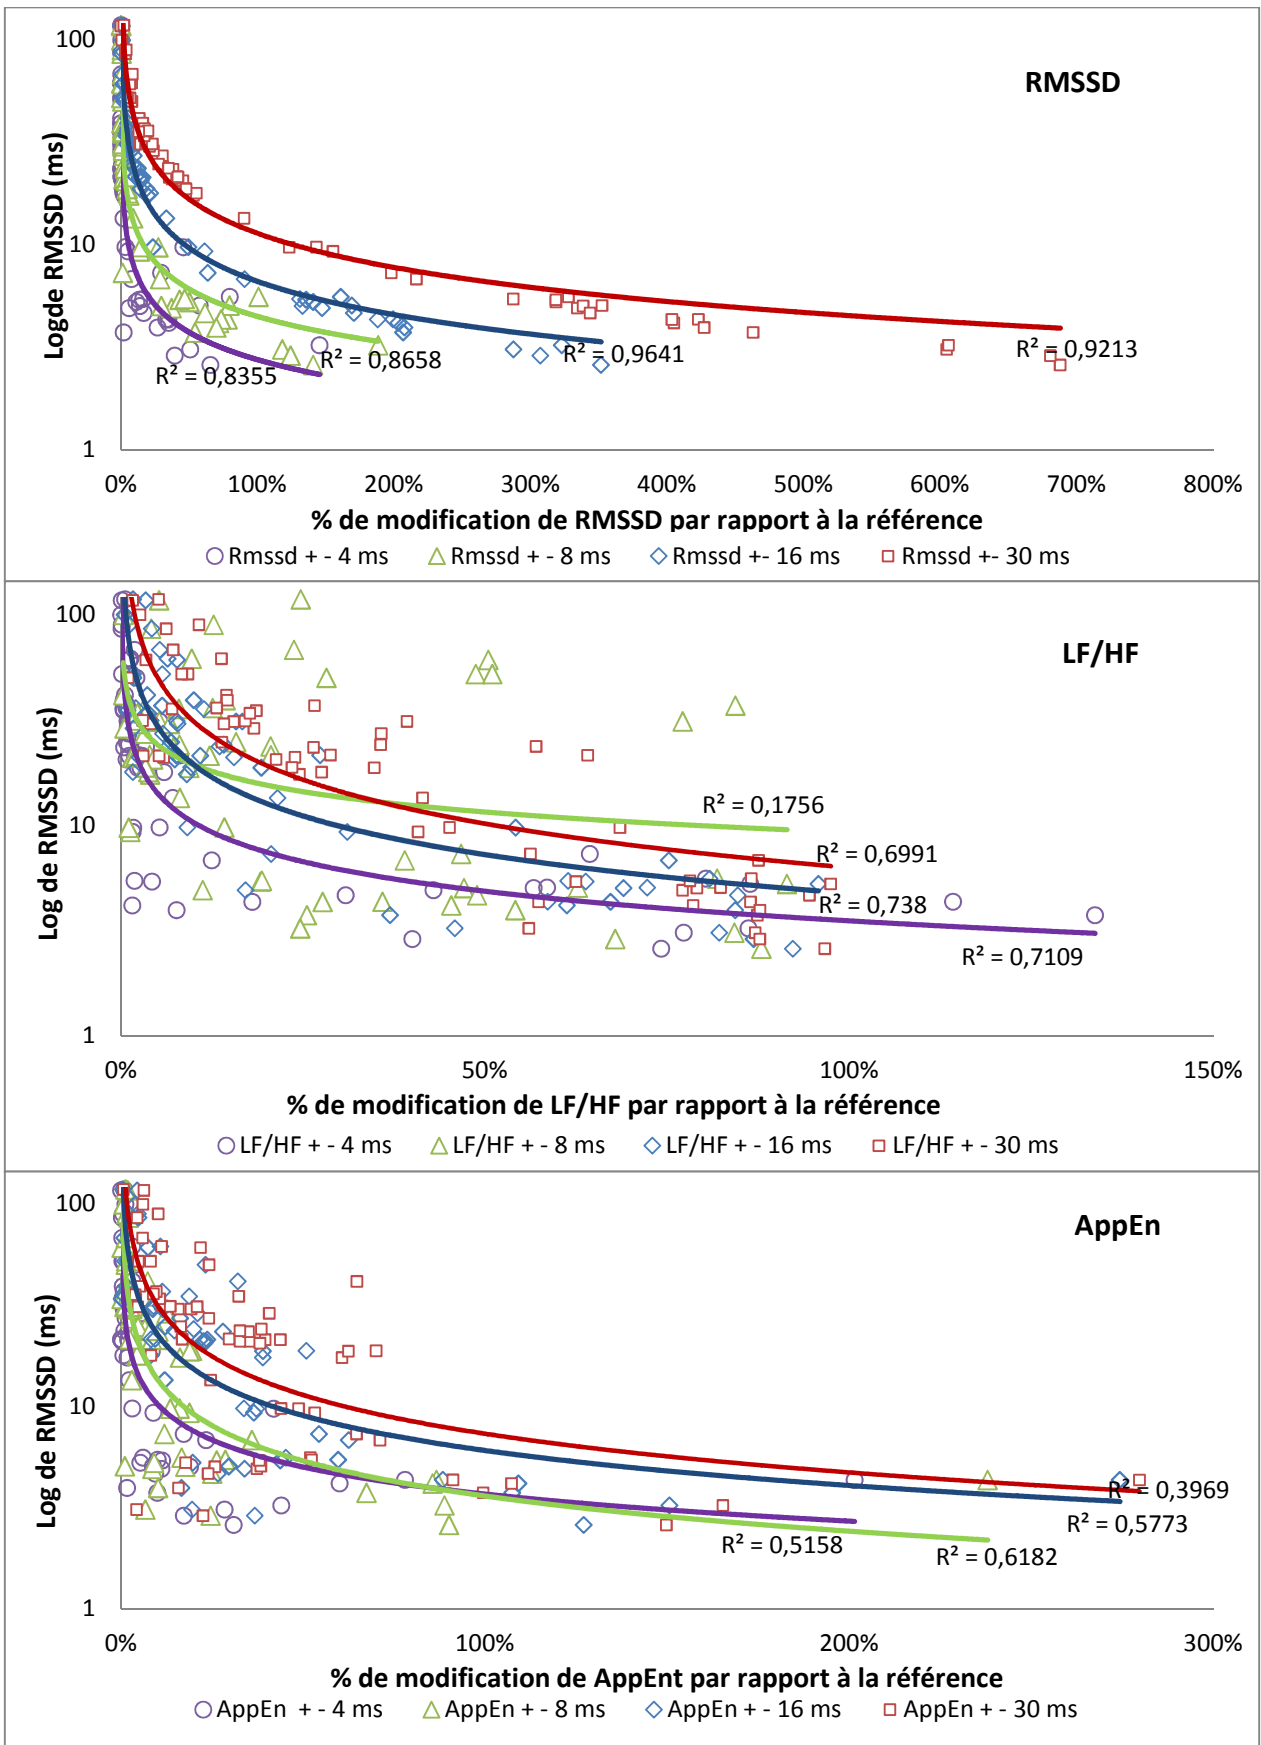 RMSSD
Logde RMSSD (ms)
100
10
1
R² = 0,8355
R² = 0,8658
R² = 0,9641
R² = 0,9213
0% 100% 200% 300% 400% 500% 600% 700% 800%
% de modification de RMSSD par rapport à la référence
Rmssd + - 4 ms Rmssd + - 8 ms Rmssd +- 16 ms Rmssd +- 30 ms
LF/HF
Log de RMSSD (ms)
100
10
1
R² = 0,1756
R² = 0,6991
R² = 0,738
R² = 0,7109
0% 50% 100% 150%
% de modification de LF/HF par rapport à la référence
LF/HF + - 4 ms LF/HF + - 8 ms LF/HF + - 16 ms LF/HF + - 30 ms
AppEn
Log de RMSSD (ms)
100
10
1
R² = 0,3969
R² = 0,5773
R² = 0,5158
R² = 0,6182
0% 100% 200% 300%
% de modification de AppEnt par rapport à la référence
AppEn + - 4 ms AppEn + - 8 ms AppEn + - 16 ms AppEn + - 30 ms